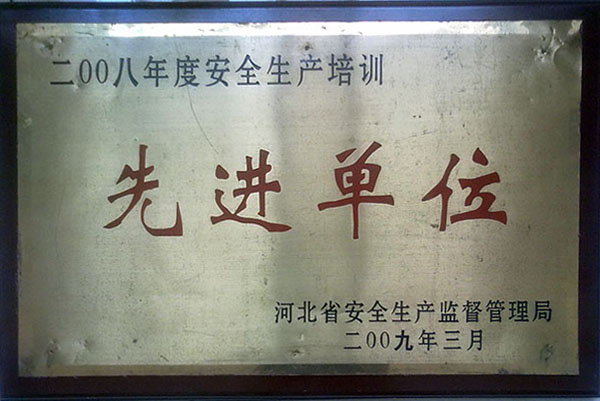 二00八年度安全生产培训
先进单位
河北省安全生产监督管理局
二00九年三月